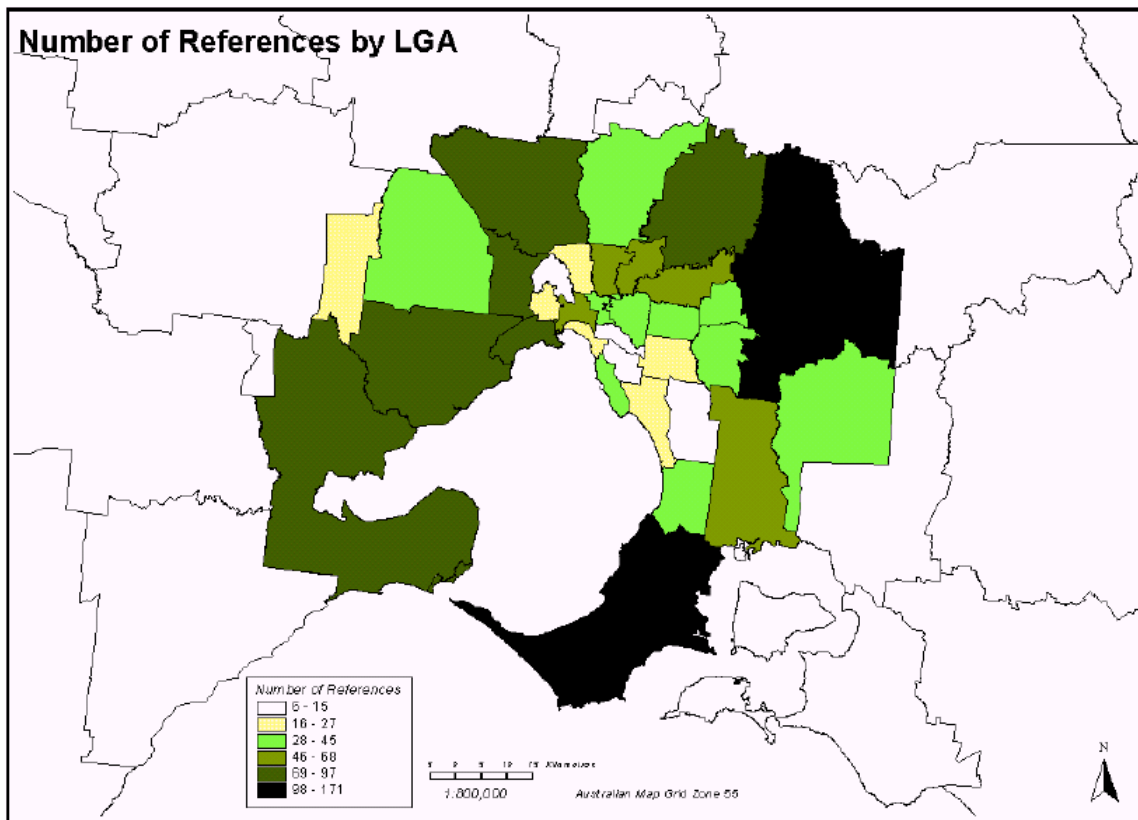 Number of References by LGA
Number of References
6 - 15
16 - 27
28 - 45
46 - 68
69 - 97
98 - 171
Kilometres
1:800,000
Australian Map Grid Zone 55
N